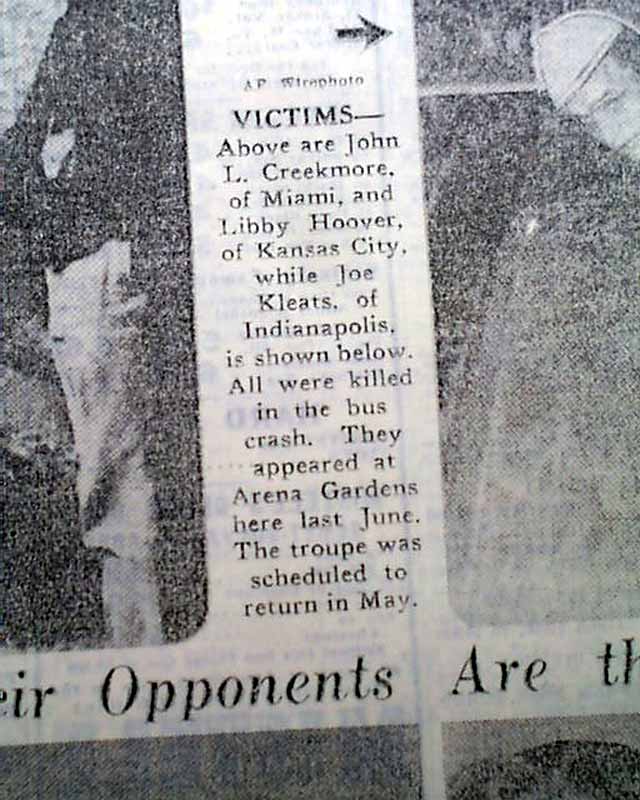 AP Wirephoto
VICTIMS—
Above are John
L. Creekmore,
of Miami, and
Libby Hoover,
of Kansas City,
while Joe
Kleats, of
Indianapolis,
is shown below.
All were killed
in the bus
crash. They
appeared at
Arena Gardens
here last June.
The troupe was
scheduled to
return in May.
eir Opponents Are th